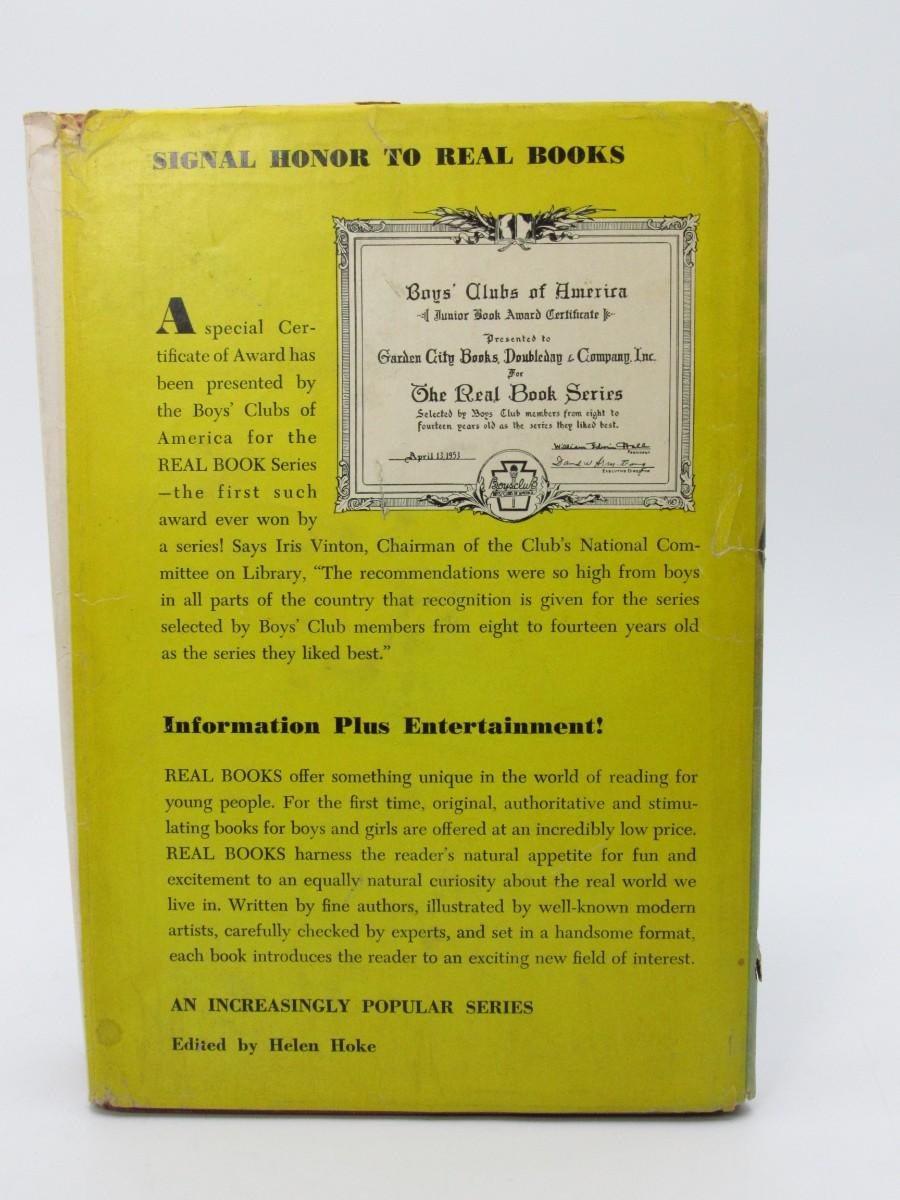 SIGNAL HONOR TO REAL BOOKS
A special Cer-
tificate of Award has
been presented by
the Boys' Clubs of
America for the
REAL BOOK Series
—the first such
award ever won by
a series! Says Iris Vinton, Chairman of the Club's National Com-
mittee on Library, “The recommendations were so high from boys
in all parts of the country that recognition is given for the series
selected by Boys' Club members from eight to fourteen years old
as the series they liked best.”
Boys' Clubs of America
Junior Book Award Certificate
Presented to
Garden City Books, Doubleday & Company, Inc.
For
The Real Book Series
Selected by Boys Club members from eight to
fourteen years old as the series they liked best.
April 13, 1953
William Edwin Hall
PRESIDENT
EXECUTIVE DIRECTOR
Boysclub
BOYS' CLUBS OF AMERICA
Information Plus Entertainment!
REAL BOOKS offer something unique in the world of reading for
young people. For the first time, original, authoritative and stimu-
lating books for boys and girls are offered at an incredibly low price.
REAL BOOKS harness the reader's natural appetite for fun and
excitement to an equally natural curiosity about the real world we
live in. Written by fine authors, illustrated by well-known modern
artists, carefully checked by experts, and set in a handsome format,
each book introduces the reader to an exciting new field of interest.
AN INCREASINGLY POPULAR SERIES
Edited by Helen Hoke